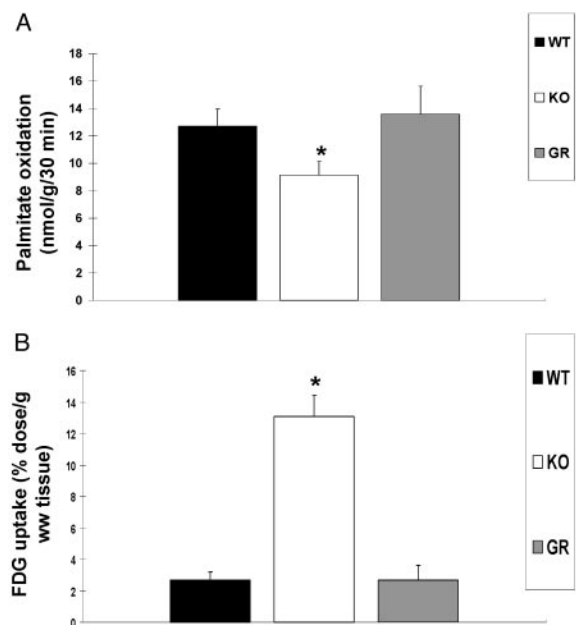 A
Palmitate oxidation
(nmol/g/30 min)
18
16
14
12
10
8
6
4
2
0
*
WT
KO
GR
B
FDG uptake (% dose/g
ww tissue)
16
14
12
10
8
6
4
2
0
*
WT
KO
GR